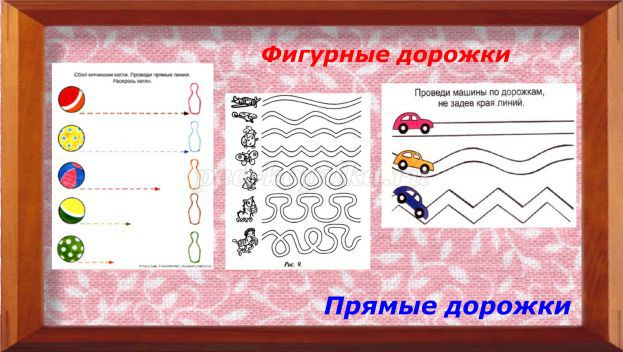 Фигурные дорожки
Сбей мячиками кегли. Проведи прямые линии.
Раскрась кегли.
Проведи машины по дорожкам,
не задев края линий.
Рис. 9.
Прямые дорожки